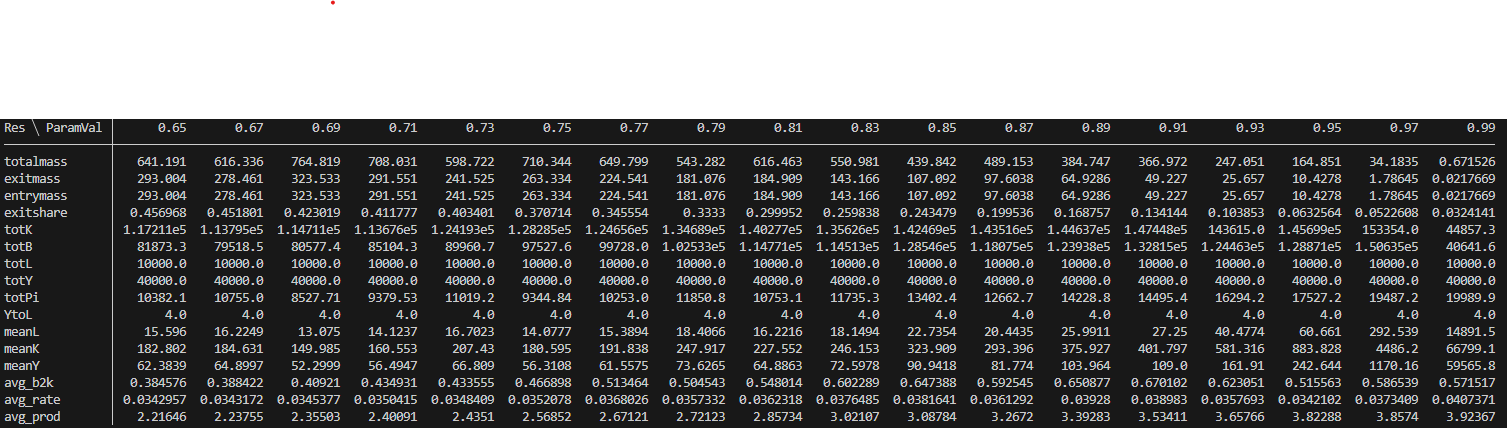 Res \ ParamVal 0.65 0.67 0.69 0.71 0.73 0.75 0.77 0.79 0.81 0.83 0.85 0.87 0.89 0.91 0.93 0.95 0.97 0.99
totalmass 641.191 616.336 764.819 708.031 598.722 710.344 649.799 543.282 616.463 550.981 439.842 489.153 384.747 366.972 247.051 164.851 34.1835 0.671526
exitmass 293.004 278.461 323.533 291.551 241.525 263.334 224.541 181.076 184.909 143.166 107.092 97.6038 64.9286 49.227 25.657 10.4278 1.78645 0.0217669
entrymass 293.004 278.461 323.533 291.551 241.525 263.334 224.541 181.076 184.909 143.166 107.092 97.6038 64.9286 49.227 25.657 10.4278 1.78645 0.0217669
exitshare 0.456968 0.451801 0.423019 0.411777 0.403401 0.370714 0.345554 0.3333 0.299952 0.259838 0.243479 0.199536 0.168757 0.134144 0.103853 0.0632564 0.0522608 0.0324141
totK 1.17211e5 1.13795e5 1.14711e5 1.13676e5 1.24193e5 1.28285e5 1.24656e5 1.34689e5 1.40277e5 1.35626e5 1.42469e5 1.43516e5 1.44637e5 1.47448e5 143615.0 1.45699e5 153354.0 44857.3
totB 81873.3 79518.5 80577.4 85104.3 89960.7 97527.6 99728.0 1.02533e5 1.14771e5 1.14513e5 1.28546e5 1.18075e5 1.23938e5 1.32815e5 1.24463e5 1.28871e5 1.50635e5 40641.6
totL 10000.0 10000.0 10000.0 10000.0 10000.0 10000.0 10000.0 10000.0 10000.0 10000.0 10000.0 10000.0 10000.0 10000.0 10000.0 10000.0 10000.0 10000.0
totY 40000.0 40000.0 40000.0 40000.0 40000.0 40000.0 40000.0 40000.0 40000.0 40000.0 40000.0 40000.0 40000.0 40000.0 40000.0 40000.0 40000.0 40000.0
totPi 10382.1 10755.0 8527.71 9379.53 11019.2 9344.84 10253.0 11850.8 10753.1 11735.3 13402.4 12662.7 14228.8 14495.4 16294.2 17527.2 19487.2 19989.9
YtoL 4.0 4.0 4.0 4.0 4.0 4.0 4.0 4.0 4.0 4.0 4.0 4.0 4.0 4.0 4.0 4.0 4.0 4.0
meanL 15.596 16.2249 13.075 14.1237 16.7023 14.0777 15.3894 18.4066 16.2216 18.1494 22.7354 20.4435 25.9911 27.25 40.4774 60.661 292.539 14891.5
meanK 182.802 184.631 149.985 160.553 207.43 180.595 191.838 247.917 227.552 246.153 323.909 293.396 375.927 401.797 581.316 883.828 4486.2 66799.1
meanY 62.3839 64.8997 52.2999 56.4947 66.809 56.3108 61.5575 73.6265 64.8863 72.5978 90.9418 81.774 103.964 109.0 161.91 242.644 1170.16 59565.8
avg_b2k 0.384576 0.388422 0.40921 0.434931 0.433555 0.466898 0.513464 0.504543 0.548014 0.602289 0.647388 0.592545 0.650877 0.670102 0.623051 0.515563 0.586539 0.571517
avg_rate 0.0342957 0.0343172 0.0345377 0.0350415 0.0348409 0.0352078 0.0368026 0.0357332 0.0362318 0.0376485 0.0381641 0.0361292 0.03928 0.038983 0.0357693 0.0342102 0.0373409 0.0407371
avg_prod 2.21646 2.23755 2.35503 2.40091 2.4351 2.56852 2.67121 2.72123 2.85734 3.02107 3.08784 3.2672 3.39283 3.53411 3.65766 3.82288 3.8574 3.92367